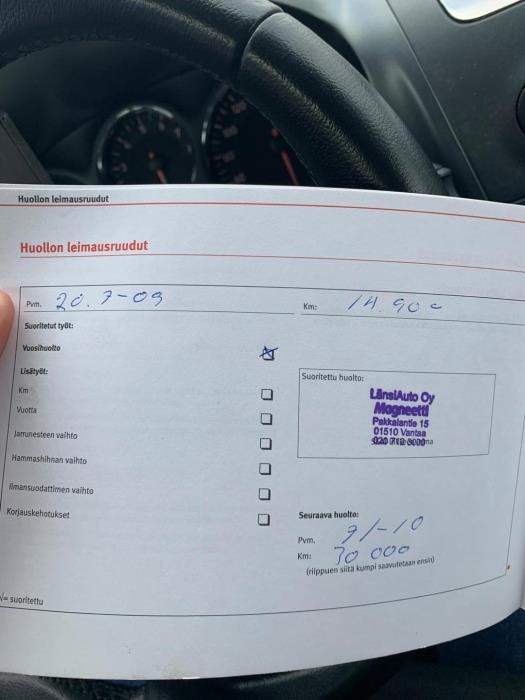 Huollon leimausruudut
Huollon leimausruudut
Pvm. 20.7-09 Km: 14.900
Suoritetut työt:
Vuosihuolto
Lisätyöt:
Km
Vuotta
Jarrunesteen vaihto
Hammashihnan vaihto
Ilmansuodattimen vaihto
Korjauskehotukset
Suoritettu huolto:
LänsiAuto Oy
Magneetti
Pakkalantie 15
01510 Vantaa
Seuraava huolto:
Pvm. 7/-10
Km: 30 000
(riippuen siitä kumpi saavutetaan ensin)
√= suoritettu